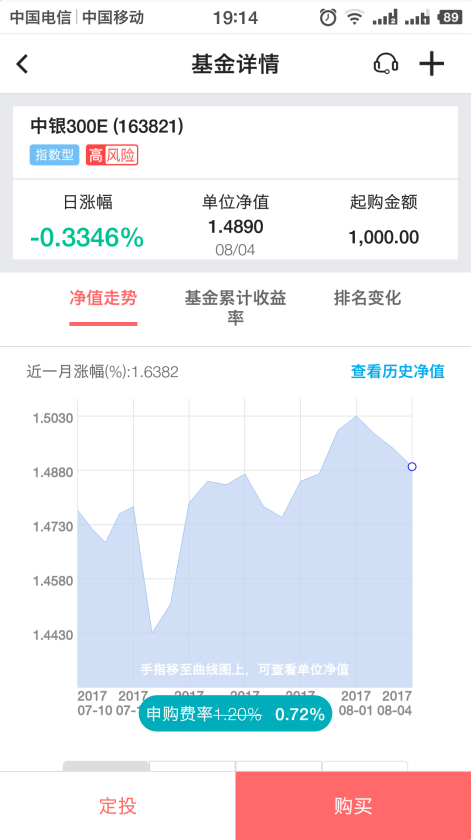 中国电信 中国移动 19:14 2 6 89
基金详情
中银300E (163821)
指数型 高风险
日涨幅 单位净值 起购金额
-0.3346% 1.4890 1,000.00
08/04
净值走势 基金累计收益率 排名变化
近一月涨幅(%):1.6382 查看历史净值
1.5030
1.4880
1.4730
1.4580
1.4430
手指移至曲线图上，可查看单位净值
2017 2017 2017 2017 2017 2017 2017
07-10 07-1 08-01 08-04
申购费率1.20% 0.72%
定投 购买